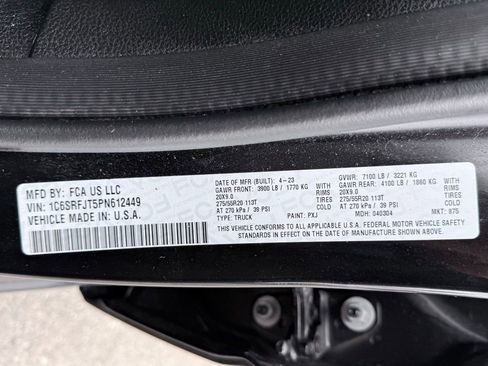 MFD BY: FCA US LLC
VIN: 1C6SRFJT5PN612449
VEHICLE MADE IN: U.S.A.
DATE OF MFR (BUILT): 4-23
GAWR FRONT: 3900 LB / 1770 KG WITH
20X9.0 RIMS
275/55R20 113T TIRES
AT 270 kPa / 39 PSI COLD
TYPE: TRUCK PAINT: PXJ
GVWR: 7100 LB / 3221 KG
GAWR REAR: 4100 LB / 1860 KG WITH
20X9.0 RIMS
275/55R20 113T TIRES
AT 270 kPa / 39 PSI COLD
MDH: 040304 MKT: 875
THIS VEHICLE CONFORMS TO ALL APPLICABLE U.S.A. FEDERAL MOTOR VEHICLE SAFETY
STANDARDS IN EFFECT ON THE DATE OF MANUFACTURE SHOWN ABOVE.